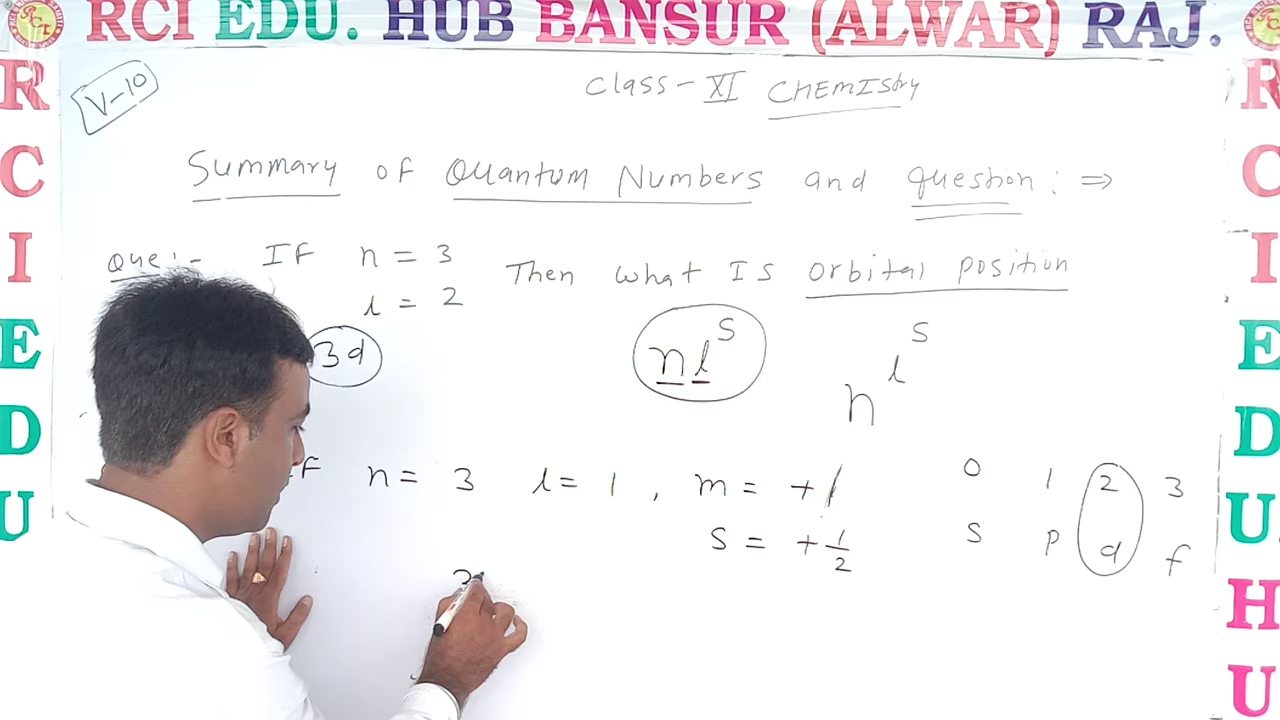 RCI EDU. HUB BANSUR (ALWAR) RAJ.
R
C
I
E
D
U
V-10
Class - XI CHEMIStry
Summary of Quantum Numbers and question : ⇒
Que:- If n = 3 Then what Is orbital position
l = 2
3d
nl^s
n^l^s
If n = 3 l = 1 , m = +1
s = +1/2
0 1 2 3
s p d f
R
C
I
E
D
U
H
U